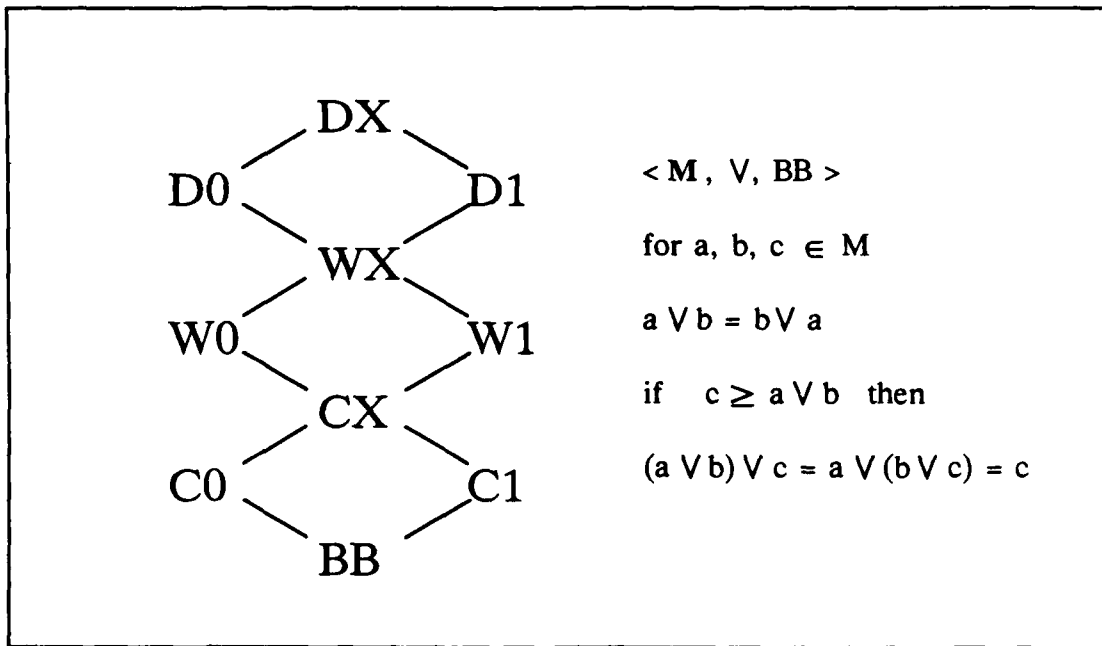 DX
D0 D1
WX
W0 W1
CX
C0 C1
BB
< M , V, BB >
for a, b, c ∈ M
a V b = b V a
if c ≥ a V b then
(a V b) V c = a V (b V c) = c